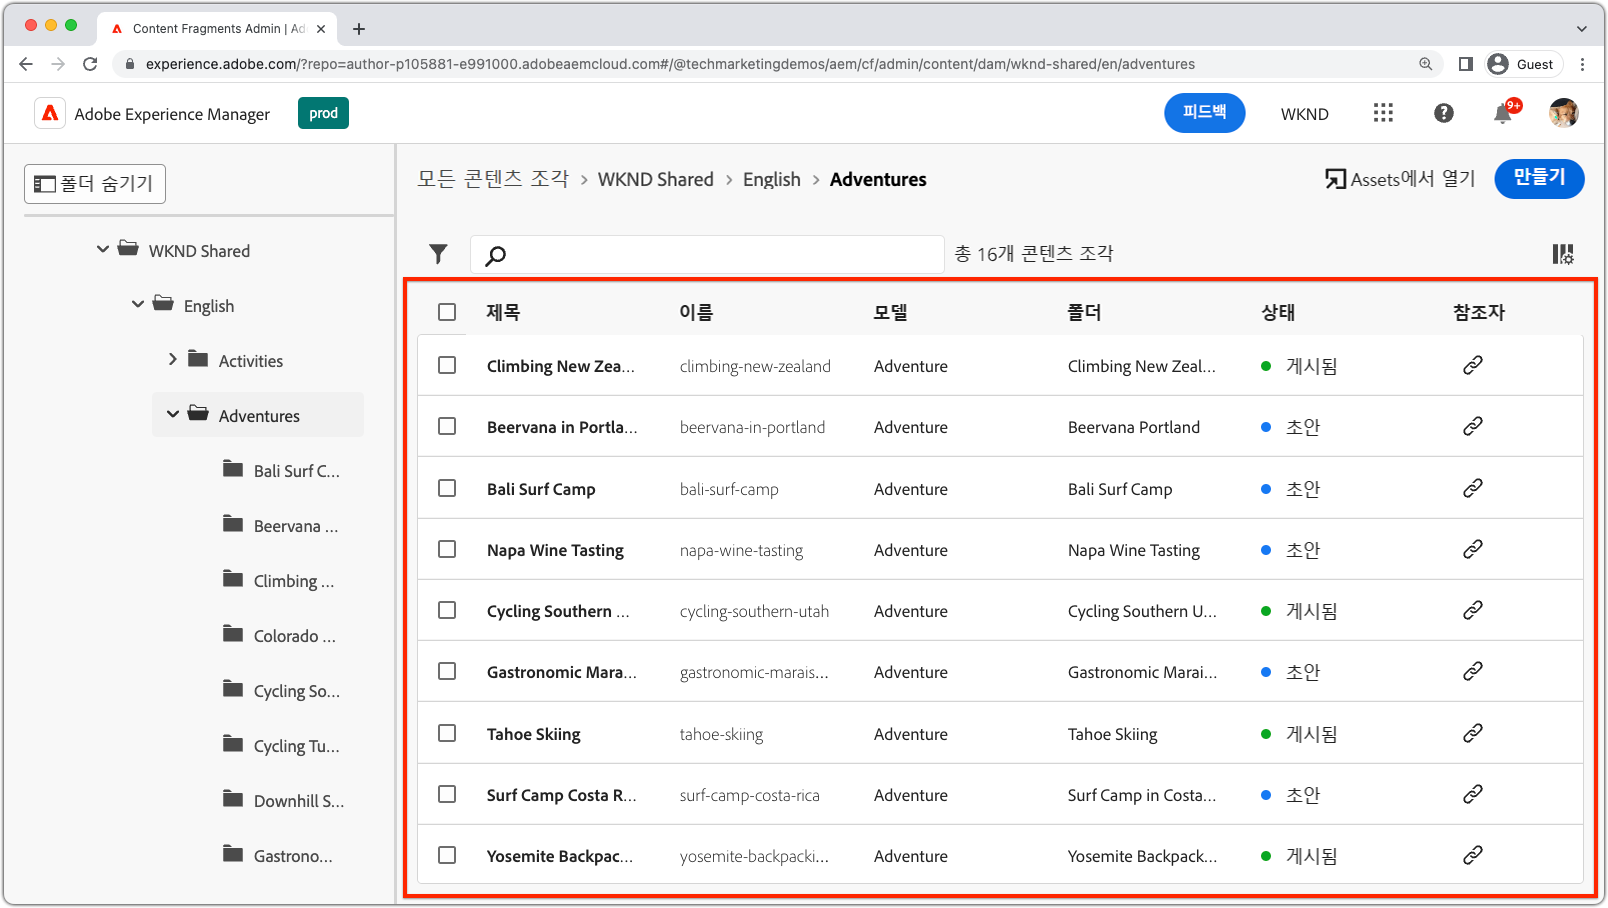 Content Fragments Admin | Ad
experience.adobe.com/?repo=author-p105881-e991000.adobeaemcloud.com#/@techmarketingdemos/aem/cf/admin/content/dam/wknd-shared/en/adventures
Guest
Adobe Experience Manager
prod
피드백
WKND
9+
폴더 숨기기
모든 콘텐츠 조각 > WKND Shared > English > Adventures
Assets에서 열기
만들기
WKND Shared
English
Activities
Adventures
Bali Surf C...
Beervana ...
Climbing ...
Colorado ...
Cycling So...
Cycling Tu...
Downhill S...
Gastrono...
총 16개 콘텐츠 조각
제목 이름 모델 폴더 상태 참조자
Climbing New Zea... climbing-new-zealand Adventure Climbing New Zeal... 게시됨
Beervana in Portla... beervana-in-portland Adventure Beervana Portland 초안
Bali Surf Camp bali-surf-camp Adventure Bali Surf Camp 초안
Napa Wine Tasting napa-wine-tasting Adventure Napa Wine Tasting 초안
Cycling Southern ... cycling-southern-utah Adventure Cycling Southern U... 게시됨
Gastronomic Mara... gastronomic-marais... Adventure Gastronomic Marai... 초안
Tahoe Skiing tahoe-skiing Adventure Tahoe Skiing 게시됨
Surf Camp Costa R... surf-camp-costa-rica Adventure Surf Camp in Costa... 초안
Yosemite Backpac... yosemite-backpacki... Adventure Yosemite Backpack... 게시됨